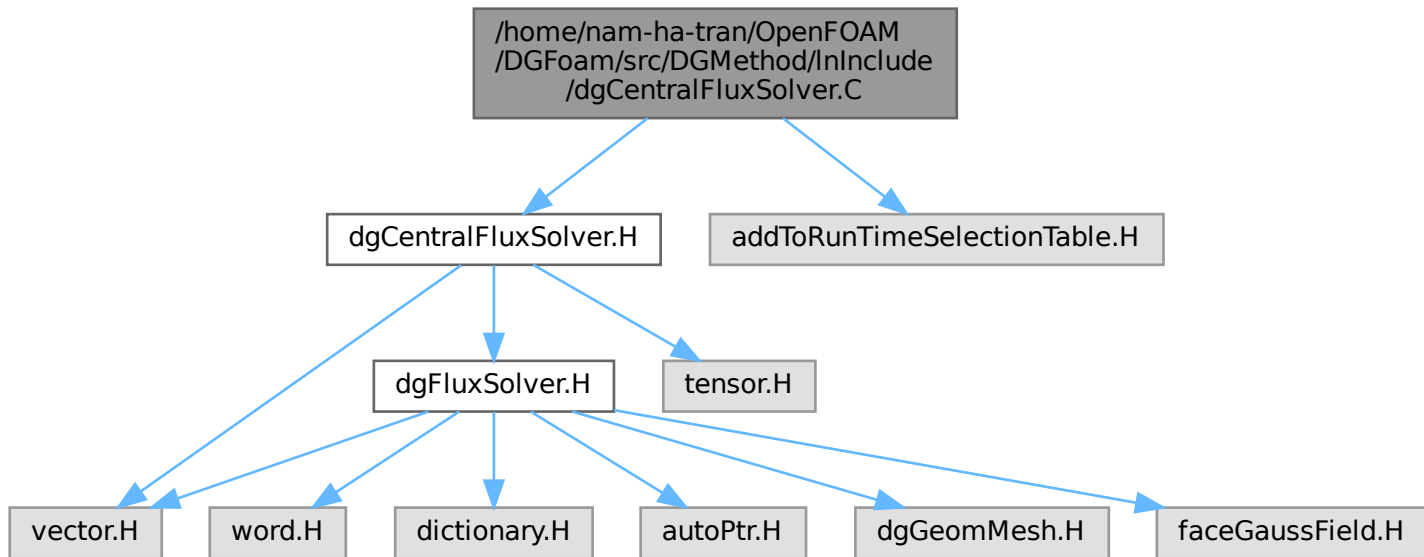 /home/nam-ha-tran/OpenFOAM
/DGFoam/src/DGMethod/lnInclude
/dgCentralFluxSolver.C
dgCentralFluxSolver.H
addToRunTimeSelectionTable.H
dgFluxSolver.H
tensor.H
vector.H
word.H
dictionary.H
autoPtr.H
dgGeomMesh.H
faceGaussField.H